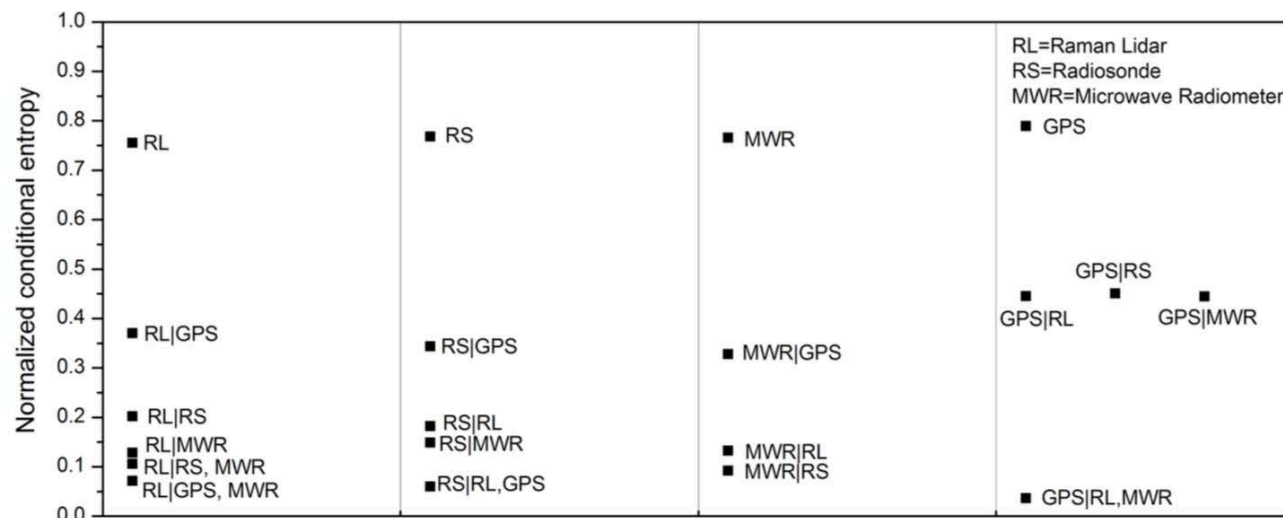 Normalized conditional entropy
1.0
0.9
0.8
0.7
0.6
0.5
0.4
0.3
0.2
0.1
0.0
RL
RL|GPS
RL|RS
RL|MWR
RL|RS, MWR
RL|GPS, MWR
RS
RS|GPS
RS|RL
RS|MWR
RS|RL,GPS
MWR
MWR|GPS
MWR|RL
MWR|RS
RL=Raman Lidar
RS=Radiosonde
MWR=Microwave Radiometer
GPS
GPS|RS
GPS|RL
GPS|MWR
GPS|RL,MWR